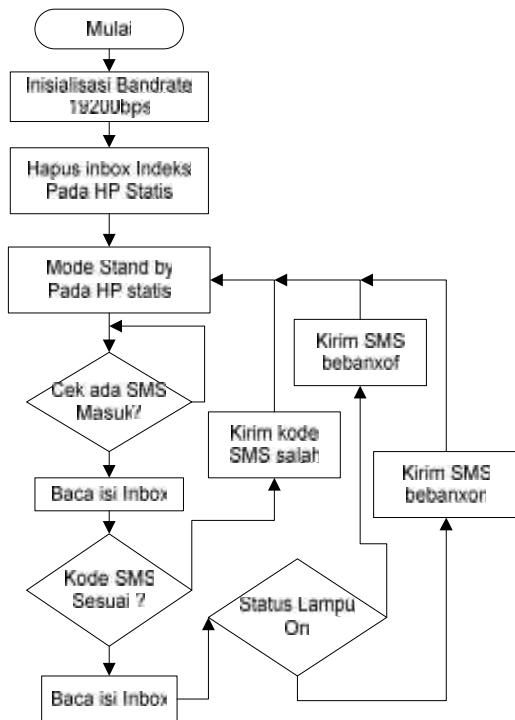 Mulai
Inisialisasi Bandrate
19200bps
Hapus inbox Indeks
Pada HP Statis
Mode Stand by
Pada HP statis
Cek ada SMS
Masuk?
Baca isi Inbox
Kode SMS
Sesuai ?
Baca isi Inbox
Kirim kode
SMS salah
Status Lampu
On
Kirim SMS
bebanxof
Kirim SMS
bebanxon